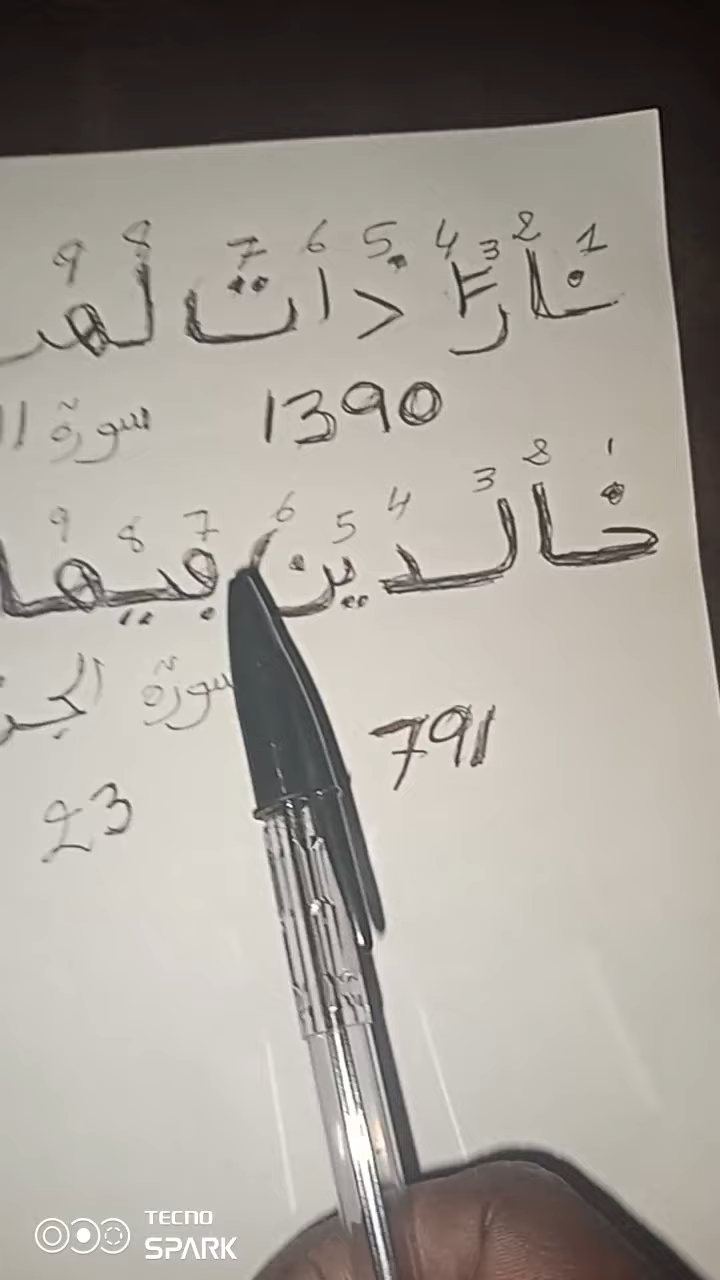 9 8 7 6 5 4 3 2 1
نارًا ذات لهب
1390
سورة
9 8 7 6 5 4 3 2 1
خالدين فيها
سورة الجن
791
23
TECNO
SPARK